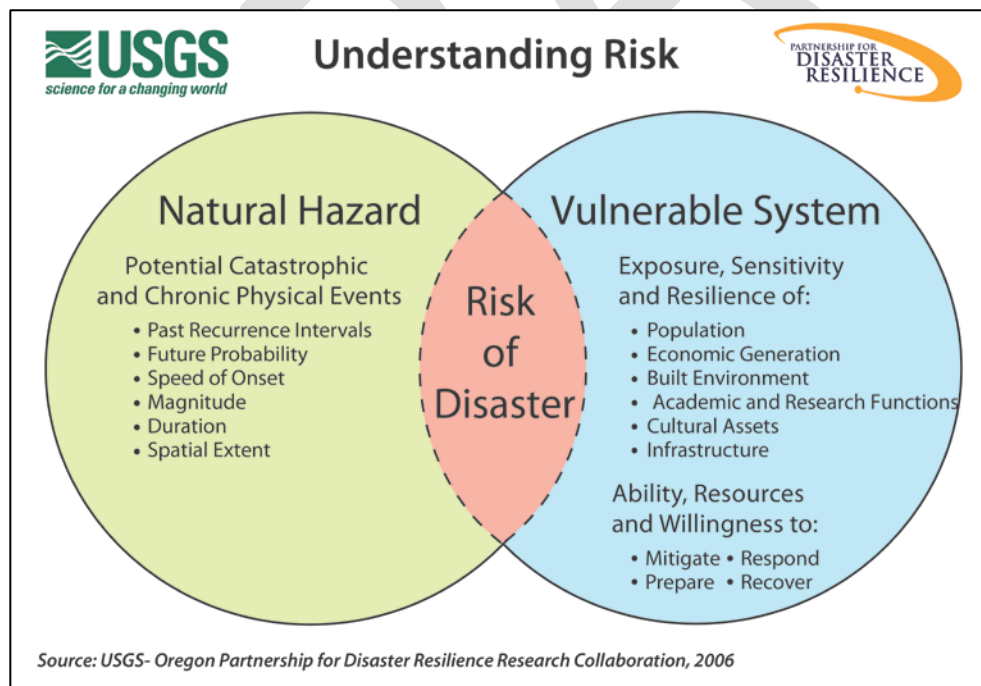 USGS
science for a changing world
Understanding Risk
PARTNERSHIP FOR
DISASTER
RESILIENCE
Natural Hazard
Potential Catastrophic
and Chronic Physical Events
• Past Recurrence Intervals
• Future Probability
• Speed of Onset
• Magnitude
• Duration
• Spatial Extent
Risk
of
Disaster
Vulnerable System
Exposure, Sensitivity
and Resilience of:
• Population
• Economic Generation
• Built Environment
• Academic and Research Functions
• Cultural Assets
• Infrastructure
Ability, Resources
and Willingness to:
• Mitigate • Respond
• Prepare • Recover
Source: USGS- Oregon Partnership for Disaster Resilience Research Collaboration, 2006